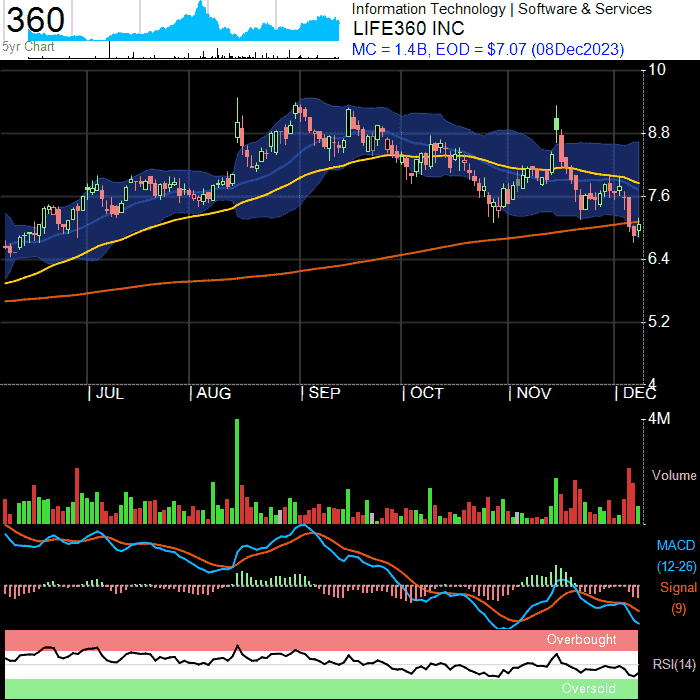 360
5yr Chart
Information Technology | Software & Services
LIFE360 INC
MC = 1.4B, EOD = $7.07 (08Dec2023)
10
8.8
7.6
6.4
5.2
4
| JUL | AUG | SEP | OCT | NOV | DEC
4M
Volume
MACD
(12-26)
Signal
(9)
Overbought
RSI(14)
Oversold